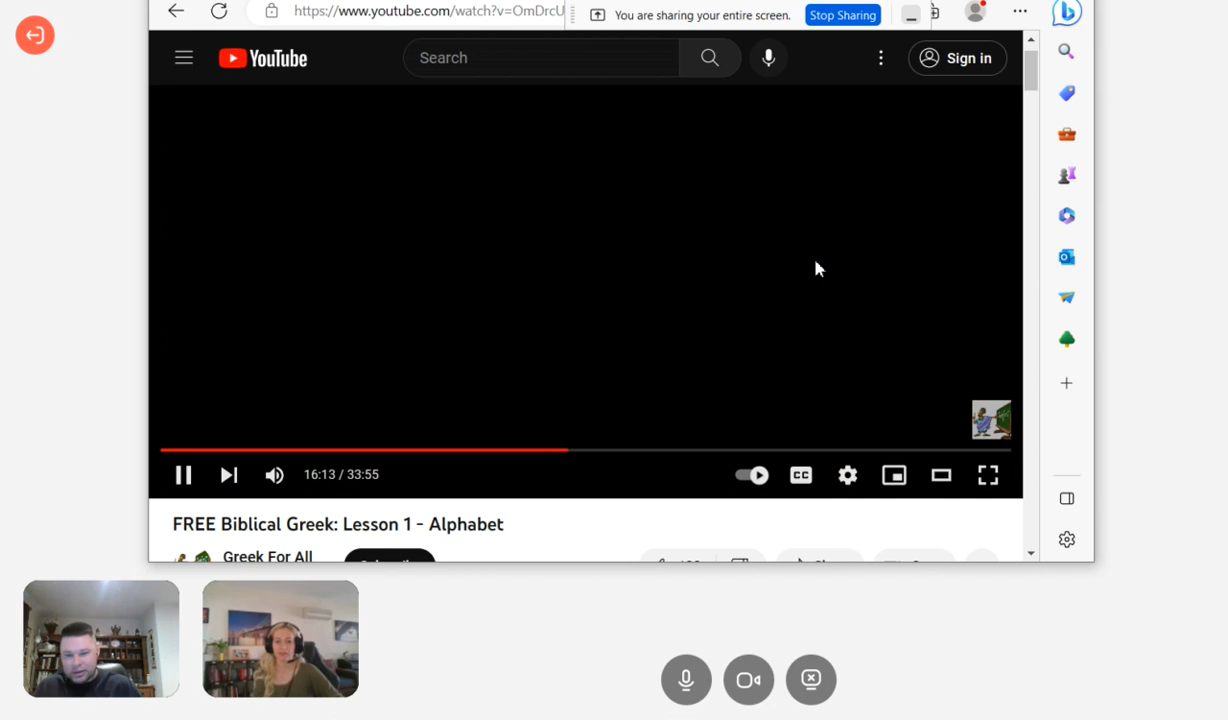 https://www.youtube.com/watch?v=OmDrcU
You are sharing your entire screen.
Stop Sharing
YouTube
Search
Sign in
16:13 / 33:55
CC
FREE Biblical Greek: Lesson 1 - Alphabet
Greek For All